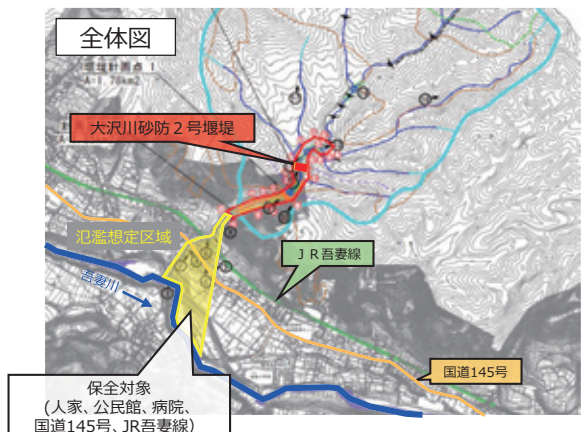 全体図
大沢川砂防２号堰堤
氾濫想定区域
吾妻川
ＪＲ吾妻線
国道145号
保全対象
(人家、公民館、病院、
国道145号、JR吾妻線）